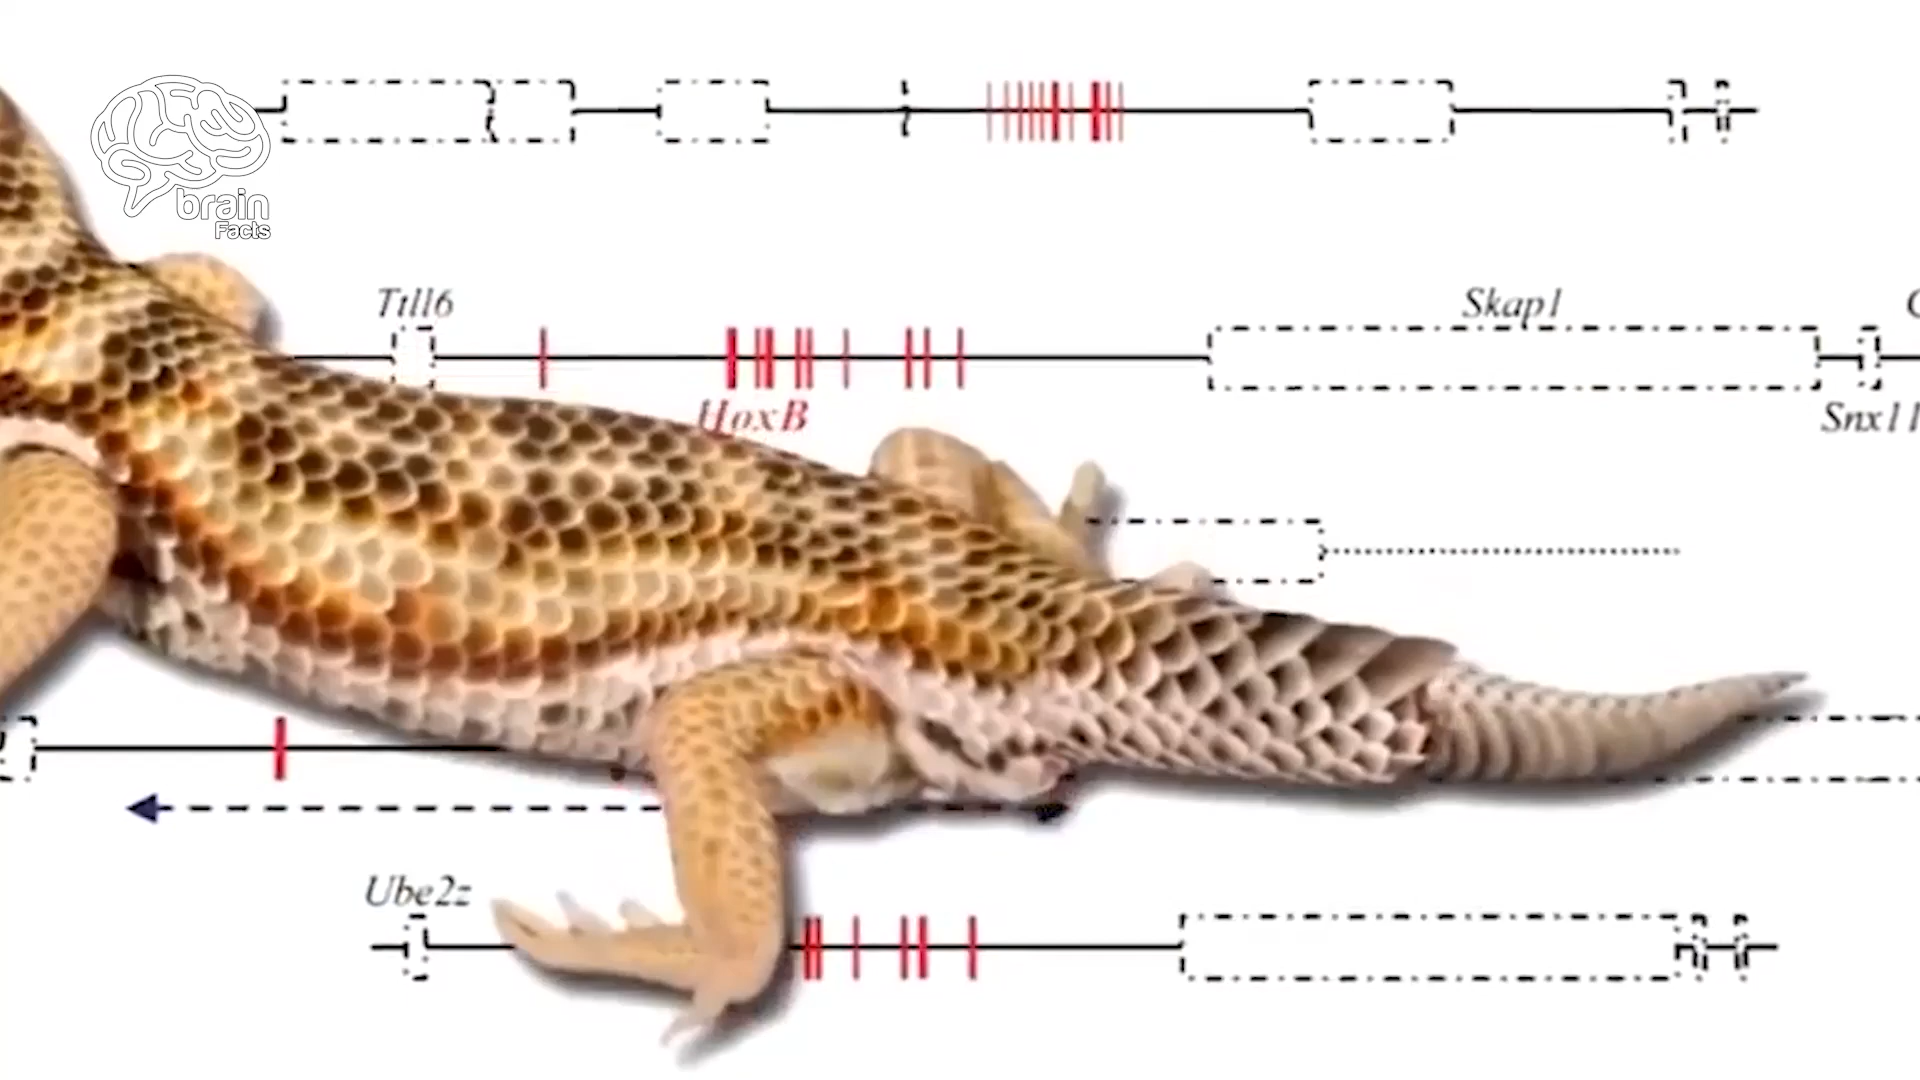 brain
Facts
Ttll6
Skap1
HoxB
Snx11
Ube2z